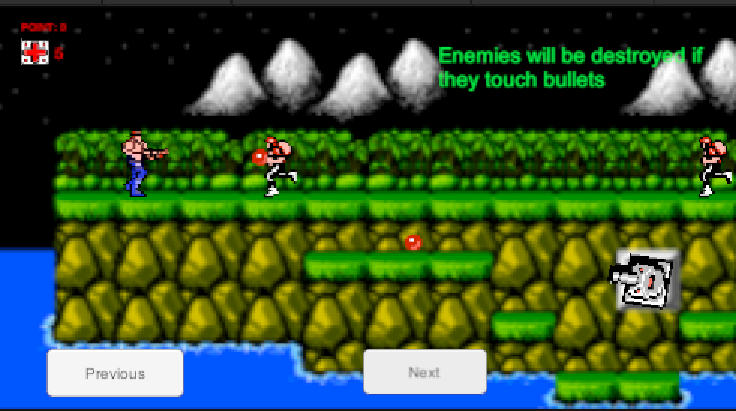 POINT: 0
5
Enemies will be destroyed if
they touch bullets
Previous
Next